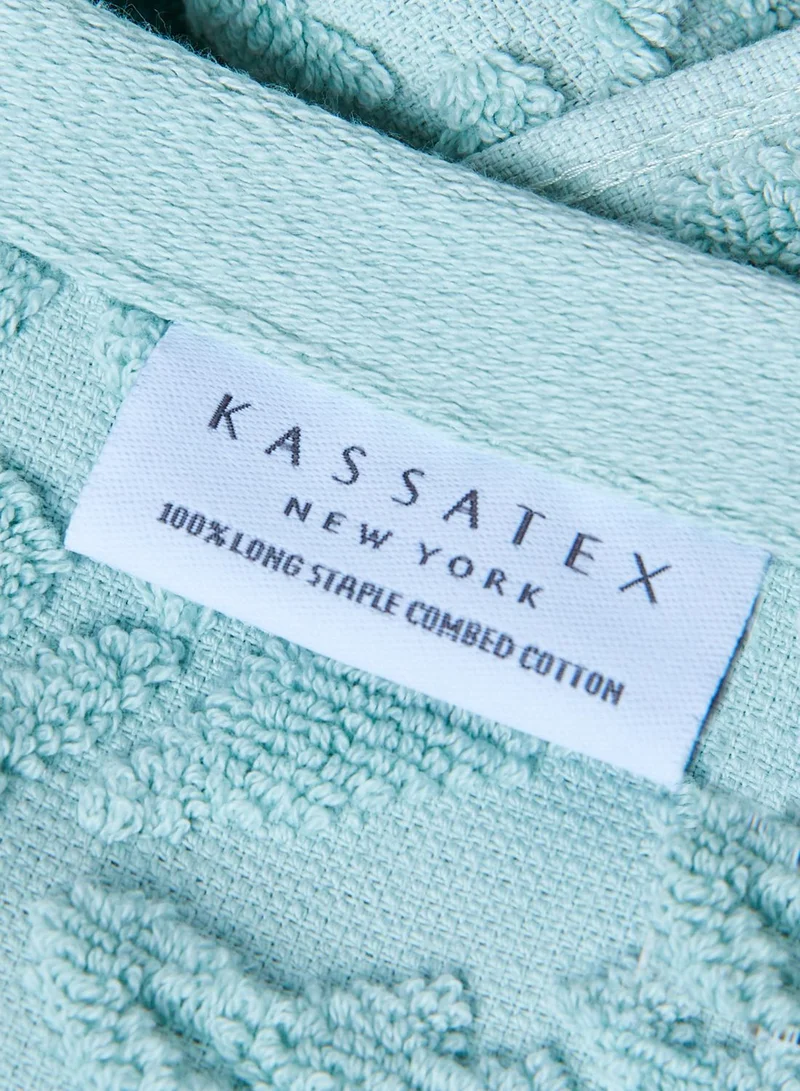 KASSATEX
NEW YORK
100% LONG STAPLE COMBED COTTON